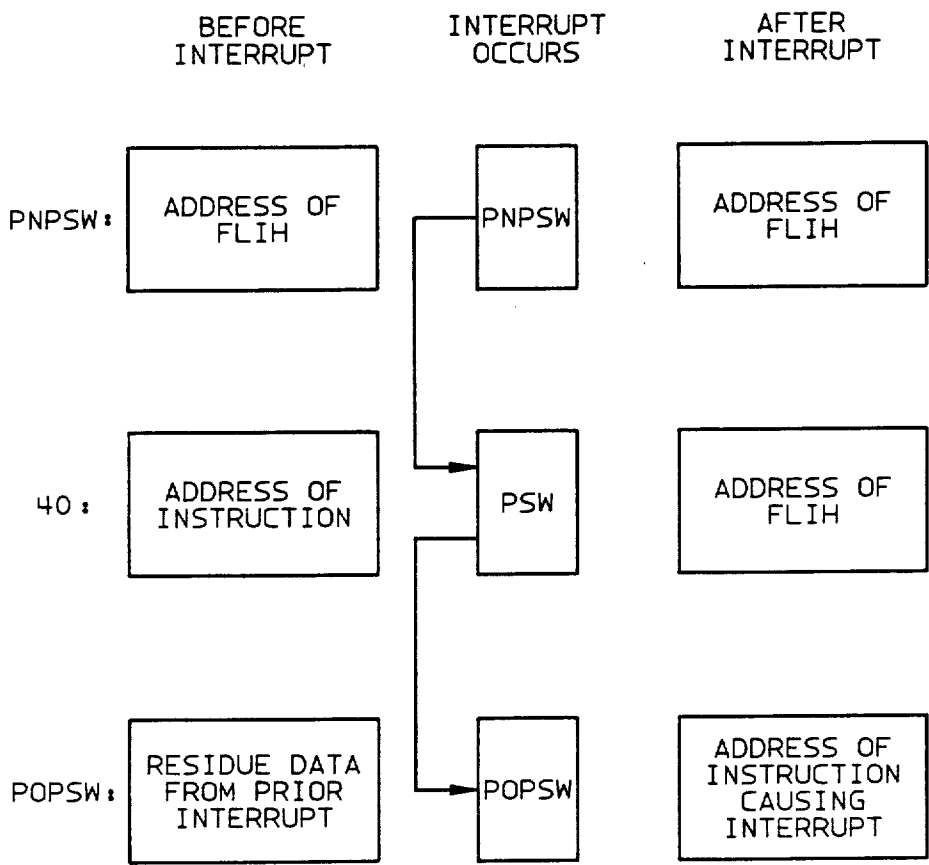 BEFORE INTERRUPT
INTERRUPT OCCURS
AFTER INTERRUPT
PNPSW:
ADDRESS OF
FLIH
PNPSW
ADDRESS OF
FLIH
40:
ADDRESS OF
INSTRUCTION
PSW
ADDRESS OF
FLIH
POPSW:
RESIDUE DATA
FROM PRIOR
INTERRUPT
POPSW
ADDRESS OF
INSTRUCTION
CAUSING
INTERRUPT